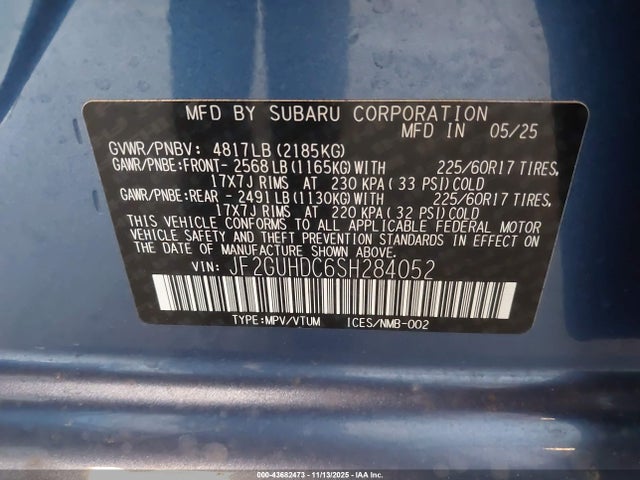 MFD BY SUBARU CORPORATION
MFD IN 05/25
GVWR/PNBV: 4817LB (2185KG)
GAWR/PNBE:FRONT- 2568LB (1165KG) WITH 225/60R17 TIRES,
17X7J RIMS AT 230 KPA (33 PSI) COLD
GAWR/PNBE:REAR - 2491LB (1130KG) WITH 225/60R17 TIRES,
17X7J RIMS AT 220 KPA (32 PSI) COLD
THIS VEHICLE CONFORMS TO ALL APPLICABLE FEDERAL MOTOR
VEHICLE SAFETY AND THEFT PREVENTION STANDARDS IN EFFECT
ON THE DATE OF MANUFACTURE SHOWN ABOVE.
VIN: JF2GUHDC6SH284052
TYPE:MPV/VTUM ICES/NMB-002
000-43682473 - 11/13/2025 - IAA Inc.